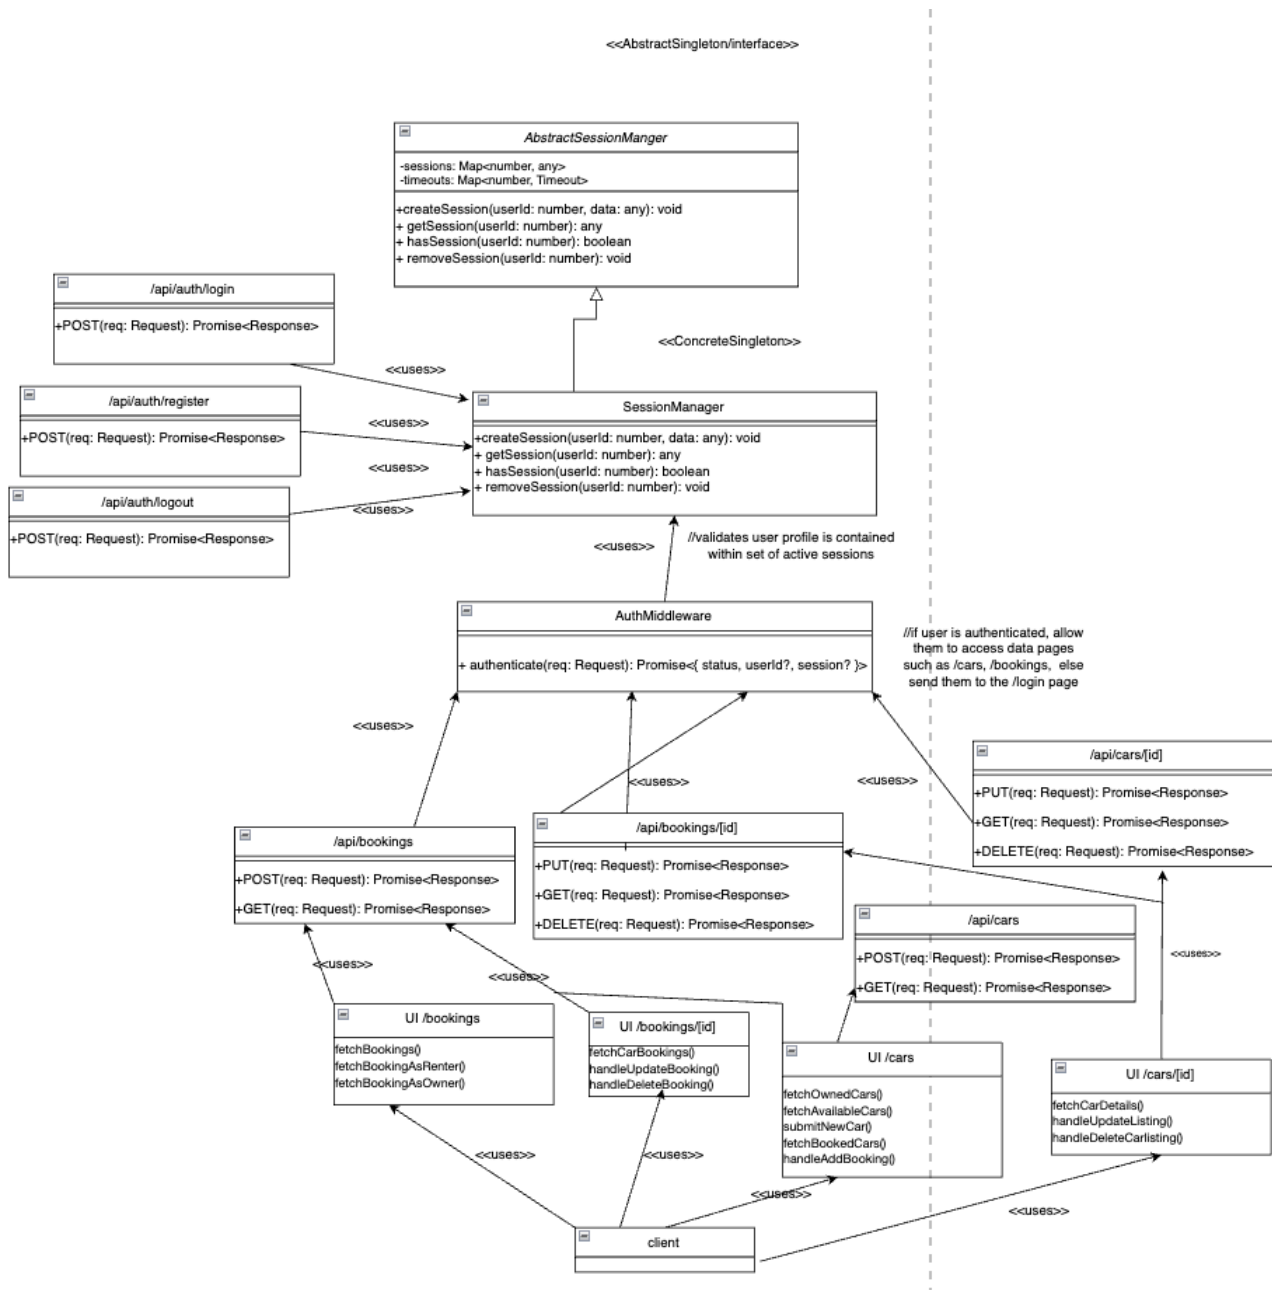 <<AbstractSingleton/interface>>
AbstractSessionManger
-sessions: Map<number, any>
-timeouts: Map<number, Timeout>
+createSession(userId: number, data: any): void
+ getSession(userId: number): any
+ hasSession(userId: number): boolean
+ removeSession(userId: number): void
/api/auth/login
+POST(req: Request): Promise<Response>
<<ConcreteSingleton>>
<<uses>>
/api/auth/register
+POST(req: Request): Promise<Response>
<<uses>>
SessionManager
+createSession(userId: number, data: any): void
+ getSession(userId: number): any
+ hasSession(userId: number): boolean
+ removeSession(userId: number): void
<<uses>>
/api/auth/logout
+POST(req: Request): Promise<Response>
<<uses>>
<<uses>>
//validates user profile is contained
within set of active sessions
AuthMiddleware
+ authenticate(req: Request): Promise<{ status, userId?, session? }>
//if user is authenticated, allow
them to access data pages
such as /cars, /bookings, else
send them to the /login page
<<uses>>
<<uses>>
<<uses>>
/api/cars/[id]
+PUT(req: Request): Promise<Response>
+GET(req: Request): Promise<Response>
+DELETE(req: Request): Promise<Response>
/api/bookings
+POST(req: Request): Promise<Response>
+GET(req: Request): Promise<Response>
/api/bookings/[id]
+PUT(req: Request): Promise<Response>
+GET(req: Request): Promise<Response>
+DELETE(req: Request): Promise<Response>
/api/cars
+POST(req: Request): Promise<Response>
+GET(req: Request): Promise<Response>
<<uses>>
<<uses>>
<<uses>>
UI /bookings
fetchBookings()
fetchBookingAsRenter()
fetchBookingAsOwner()
UI /bookings/[id]
fetchCarBookings()
handleUpdateBooking()
handleDeleteBooking()
UI /cars
fetchOwnedCars()
fetchAvailableCars()
submitNewCar()
fetchBookedCars()
handleAddBooking()
UI /cars/[id]
fetchCarDetails()
handleUpdateListing()
handleDeleteCarlisting()
<<uses>>
<<uses>>
<<uses>>
<<uses>>
client